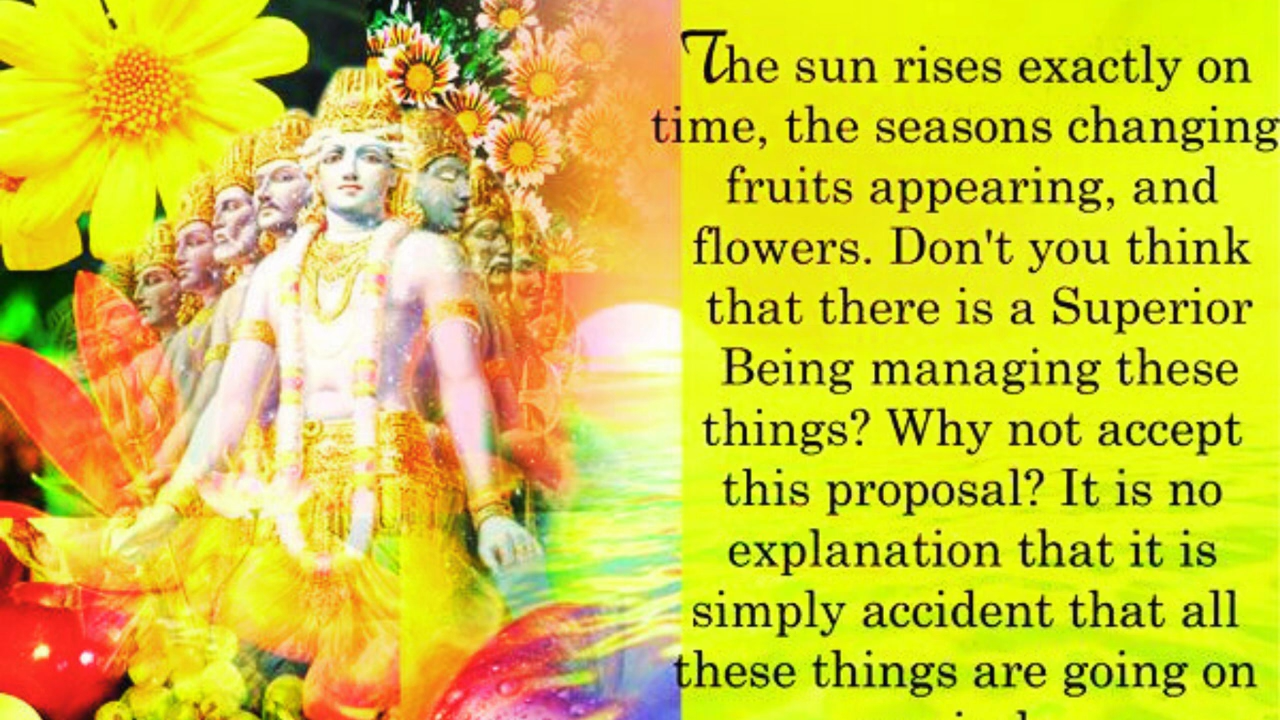 The sun rises exactly on
time, the seasons changing
fruits appearing, and
flowers. Don't you think
that there is a Superior
Being managing these
things? Why not accept
this proposal? It is no
explanation that it is
simply accident that all
these things are going on